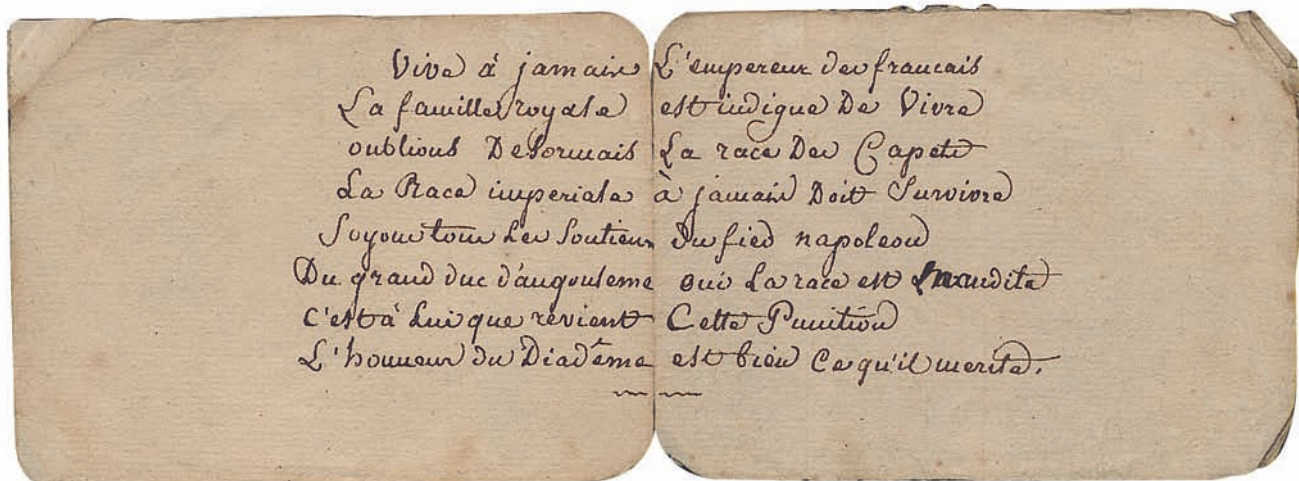 Vive à jamais L'empereur des francais
La famille royale est indigne De Vivre
oublions Desormais La race Des Capets
La Race imperiale à jamais Doit Survivre
Soyons tous Les Soutiens Du fier napoleon
Du grand duc d'angouleme oui La race est maudite
C'est à Lui que revient Cette Punition
L'honneur du Diadême est bien Ce qu'il merite.